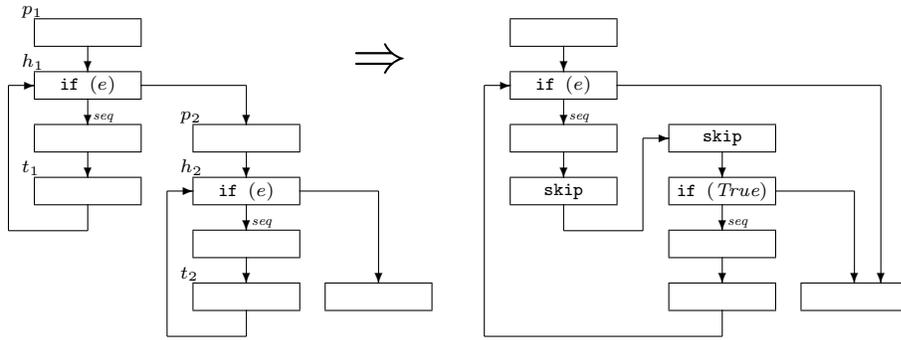 p₁
⇒
h₁
if (e)
if (e)
seq
seq
p₂
skip
t₁
h₂
if (e)
skip
if (True)
seq
seq
t₂